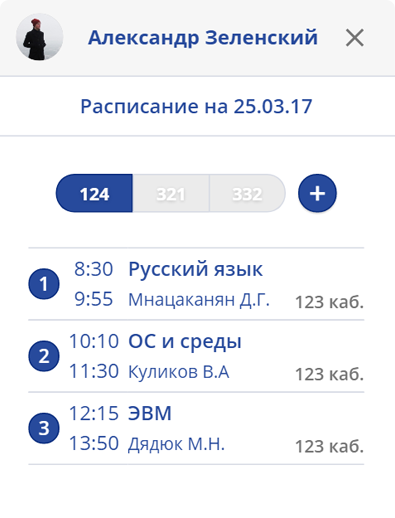 Александр Зеленский
Расписание на 25.03.17
124 321 332 +
1 8:30 Русский язык
9:55 Мнацаканян Д.Г. 123 каб.
2 10:10 ОС и среды
11:30 Куликов В.А 123 каб.
3 12:15 ЭВМ
13:50 Дядюк М.Н. 123 каб.